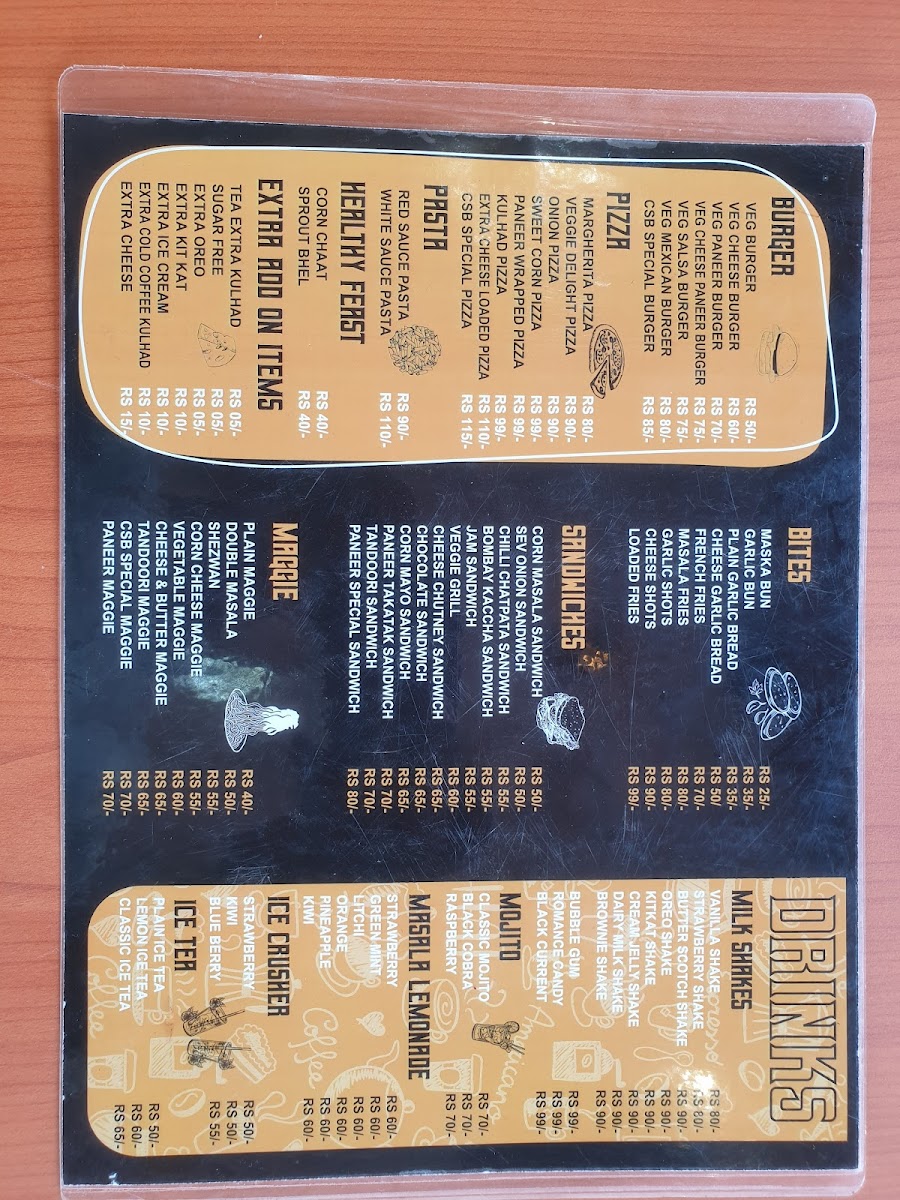 BURGER
VEG BURGER RS 50/-
VEG CHEESE BURGER RS 60/-
VEG PANEER BURGER RS 70/-
VEG CHEESE PANEER BURGER RS 75/-
VEG SALSA BURGER RS 75/-
VEG MEXICAN BURGER RS 80/-
CSB SPECIAL BURGER RS 85/-
PIZZA
MARGHERITA PIZZA RS 80/-
VEGGIE DELIGHT PIZZA RS 90/-
ONION PIZZA RS 90/-
SWEET CORN PIZZA RS 99/-
PANEER WRAPPED PIZZA RS 99/-
KULHAD PIZZA RS 99/-
EXTRA CHEESE LOADED PIZZA RS 110/-
CSB SPECIAL PIZZA RS 115/-
PASTA
RED SAUCE PASTA RS 90/-
WHITE SAUCE PASTA RS 110/-
HEALTHY FEAST
CORN CHAAT RS 40/-
SPROUT BHEL RS 40/-
EXTRA ADD ON ITEMS
TEA EXTRA KULHAD RS 05/-
SUGAR FREE RS 05/-
EXTRA OREO RS 05/-
EXTRA KIT KAT RS 10/-
EXTRA ICE CREAM RS 10/-
EXTRA COLD COFFEE KULHAD RS 10/-
EXTRA CHEESE RS 15/-
BITES
MASKA BUN RS 25/-
GARLIC BUN RS 35/-
PLAIN GARLIC BREAD RS 35/-
CHEESE GARLIC BREAD RS 50/
FRENCH FRIES RS 70/-
MASALA FRIES RS 80/-
GARLIC SHOTS RS 80/-
CHEESE SHOTS RS 90/-
LOADED FRIES RS 99/-
SANDWICHES
CORN MASALA SANDWICH RS 50/-
SEV ONION SANDWICH RS 50/-
CHILLI CHATPATA SANDWICH RS 55/-
BOMBAY KACCHA SANDWICH RS 55/-
JAM SANDWICH RS 55/-
VEGGIE GRILL RS 60/-
CHEESE CHUTNEY SANDWICH RS 65/-
CHOCOLATE SANDWICH RS 65/-
CORN MAYO SANDWICH RS 65/-
PANEER TAKATAK SANDWICH RS 70/-
TANDOORI SANDWICH RS 70/-
PANEER SPECIAL SANDWICH RS 80/-
MAGGIE
PLAIN MAGGIE RS 40/-
DOUBLE MASALA RS 50/-
SHEZWAN RS 55/-
CORN CHEESE MAGGIE RS 55/-
VEGETABLE MAGGIE RS 60/-
CHEESE & BUTTER MAGGIE RS 65/-
TANDOORI MAGGIE RS 65/-
CSB SPECIAL MAGGIE RS 70/-
PANEER MAGGIE RS 70/-
DRINKS
MILK SHAKES
VANILLA SHAKE RS 80/-
STRAWBERRY SHAKE RS 80/-
BUTTER SCOTCH SHAKE RS 90/-
OREO SHAKE RS 90/-
KITKAT SHAKE RS 90/-
CREAM JELLY SHAKE RS 90/-
DAIRY MILK SHAKE RS 90/-
BROWNIE SHAKE RS 90/-
BUBBLE GUM RS 99/-
ROMANCE CANDY RS 99/-
BLACK CURRENT RS 99/-
MOJITO
CLASSIC MOJITO RS 70/-
BLACK COBRA RS 70/-
RASPBERRY RS 70/-
MASALA LEMONADE
STRAWBERRY RS 60/-
GREEN MINT RS 60/-
LITCHI RS 60/-
ORANGE RS 60/-
PINEAPPLE RS 60/-
KIWI RS 60/-
ICE CRUSHER
STRAWBERRY RS 50/-
KIWI RS 50/-
BLUE BERRY RS 55/-
ICE TEA
PLAIN ICE TEA RS 50/-
LEMON ICE TEA RS 60/-
CLASSIC ICE TEA RS 65/-